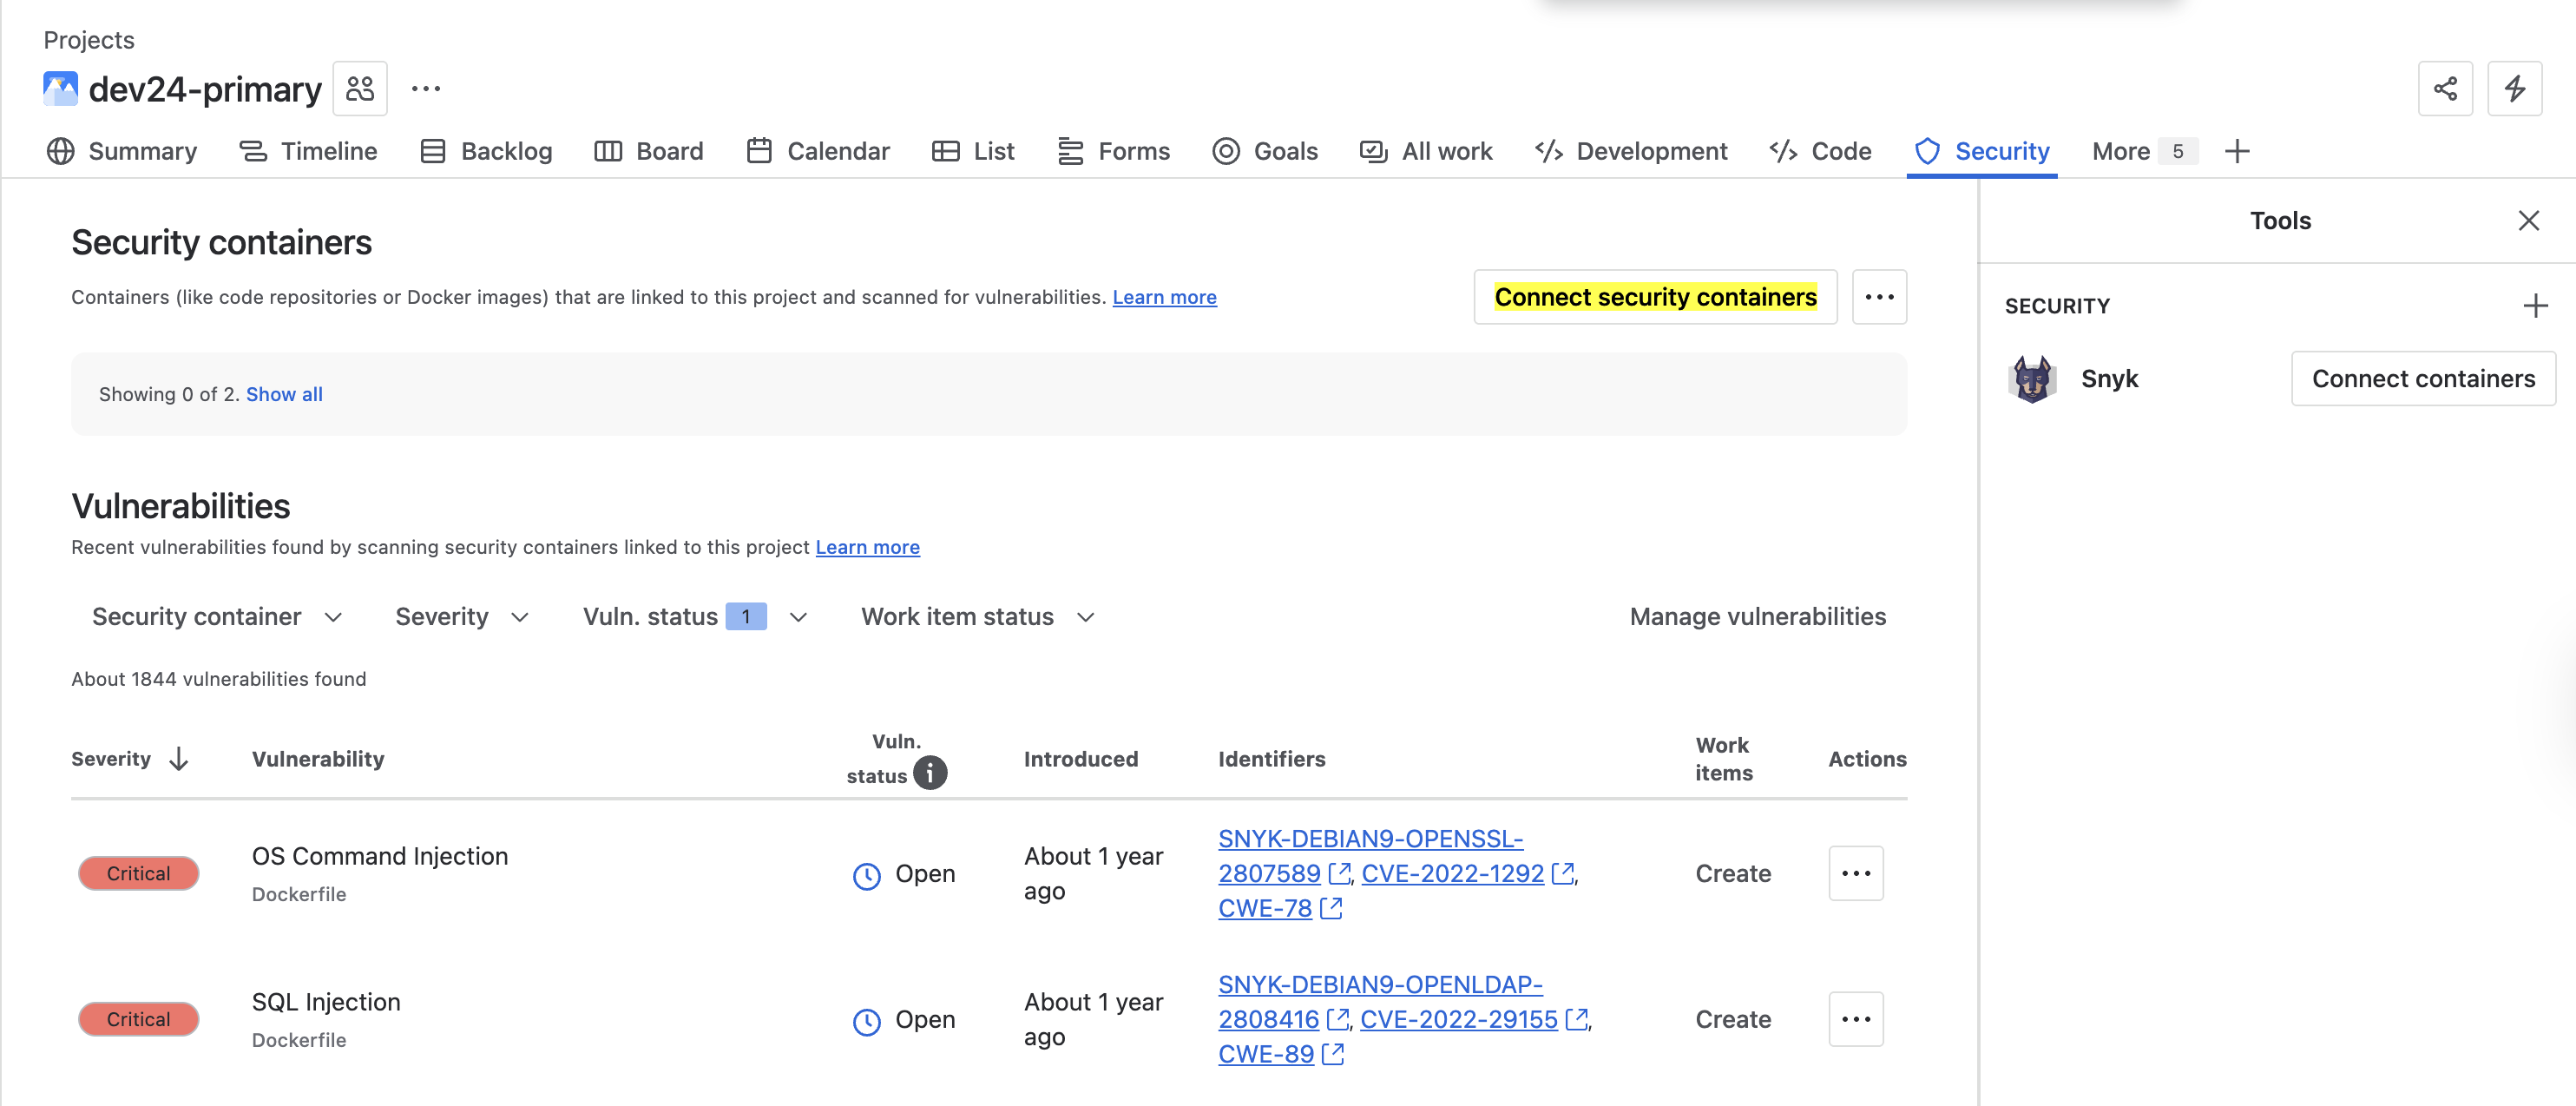 Projects
dev24-primary
Summary Timeline Backlog Board Calendar List Forms Goals All work Development Code Security More 5
Security containers
Containers (like code repositories or Docker images) that are linked to this project and scanned for vulnerabilities. Learn more
Connect security containers
Showing 0 of 2. Show all
Vulnerabilities
Recent vulnerabilities found by scanning security containers linked to this project Learn more
Security container Severity Vuln. status 1 Work item status Manage vulnerabilities
About 1844 vulnerabilities found
Severity Vulnerability Vuln. status Introduced Identifiers Work items Actions
Critical
OS Command Injection
Dockerfile
Open
About 1 year
ago
SNYK-DEBIAN9-OPENSSL-
2807589, CVE-2022-1292,
CWE-78
Create
Critical
SQL Injection
Dockerfile
Open
About 1 year
ago
SNYK-DEBIAN9-OPENLDAP-
2808416, CVE-2022-29155,
CWE-89
Create
Tools
SECURITY
Snyk
Connect containers